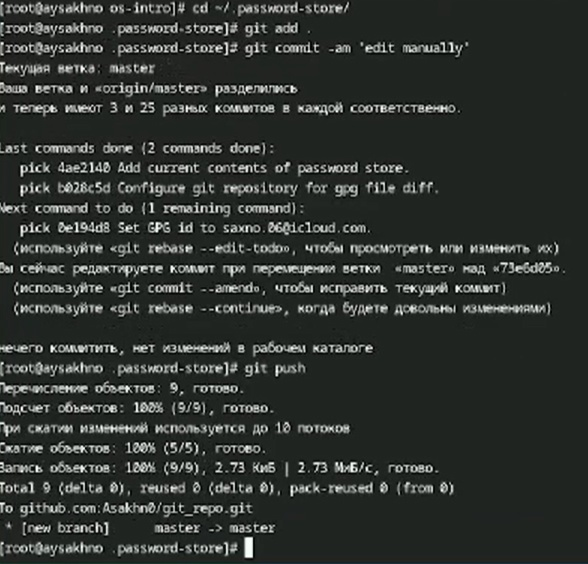 [root@aysakhno os-intro]# cd ~/.password-store/
[root@aysakhno .password-store]# git add .
[root@aysakhno .password-store]# git commit -am 'edit manually'
Текущая ветка: master
Ваша ветка и «origin/master» разделились
и теперь имеют 3 и 25 разных коммитов в каждой соответственно.

Last commands done (2 commands done):
   pick 4ae2140 Add current contents of password store.
   pick b028c5d Configure git repository for gpg file diff.
Next command to do (1 remaining command):
   pick 0e194d8 Set GPG id to saxno.06@icloud.com.
  (используйте «git rebase --edit-todo», чтобы просмотреть или изменить их)
Вы сейчас редактируете коммит при перемещении ветки  «master» над «73e6d05».
  (используйте «git commit --amend», чтобы исправить текущий коммит)
  (используйте «git rebase --continue», когда будете довольны изменениями)

нечего коммитить, нет изменений в рабочем каталоге
[root@aysakhno .password-store]# git push
Перечисление объектов: 9, готово.
Подсчет объектов: 100% (9/9), готово.
При сжатии изменений используется до 10 потоков
Сжатие объектов: 100% (5/5), готово.
Запись объектов: 100% (9/9), 2.73 КиБ | 2.73 МиБ/с, готово.
Total 9 (delta 0), reused 0 (delta 0), pack-reused 0 (from 0)
To github.com:Asakhn0/git_repo.git
 * [new branch]      master -> master
[root@aysakhno .password-store]#